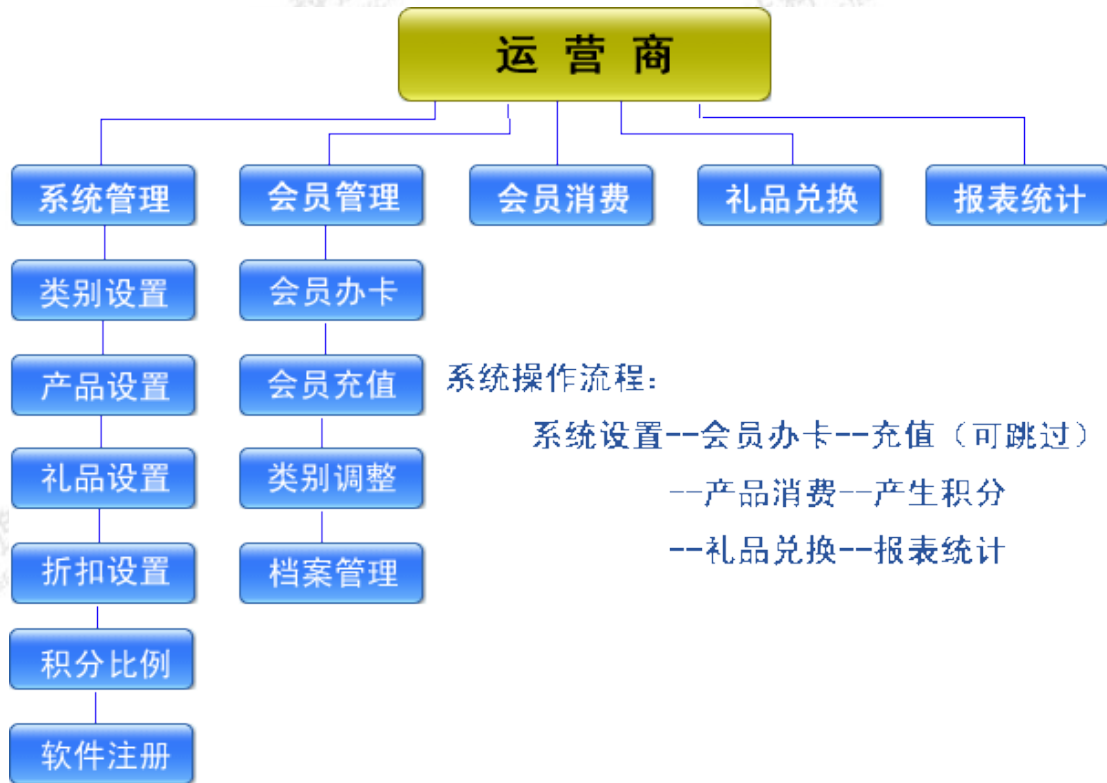 运 营 商
系统管理
会员管理
会员消费
礼品兑换
报表统计
类别设置
会员办卡
产品设置
会员充值
系统操作流程：
系统设置--会员办卡--充值（可跳过）
礼品设置
类别调整
--产品消费--产生积分
--礼品兑换--报表统计
折扣设置
档案管理
积分比例
软件注册